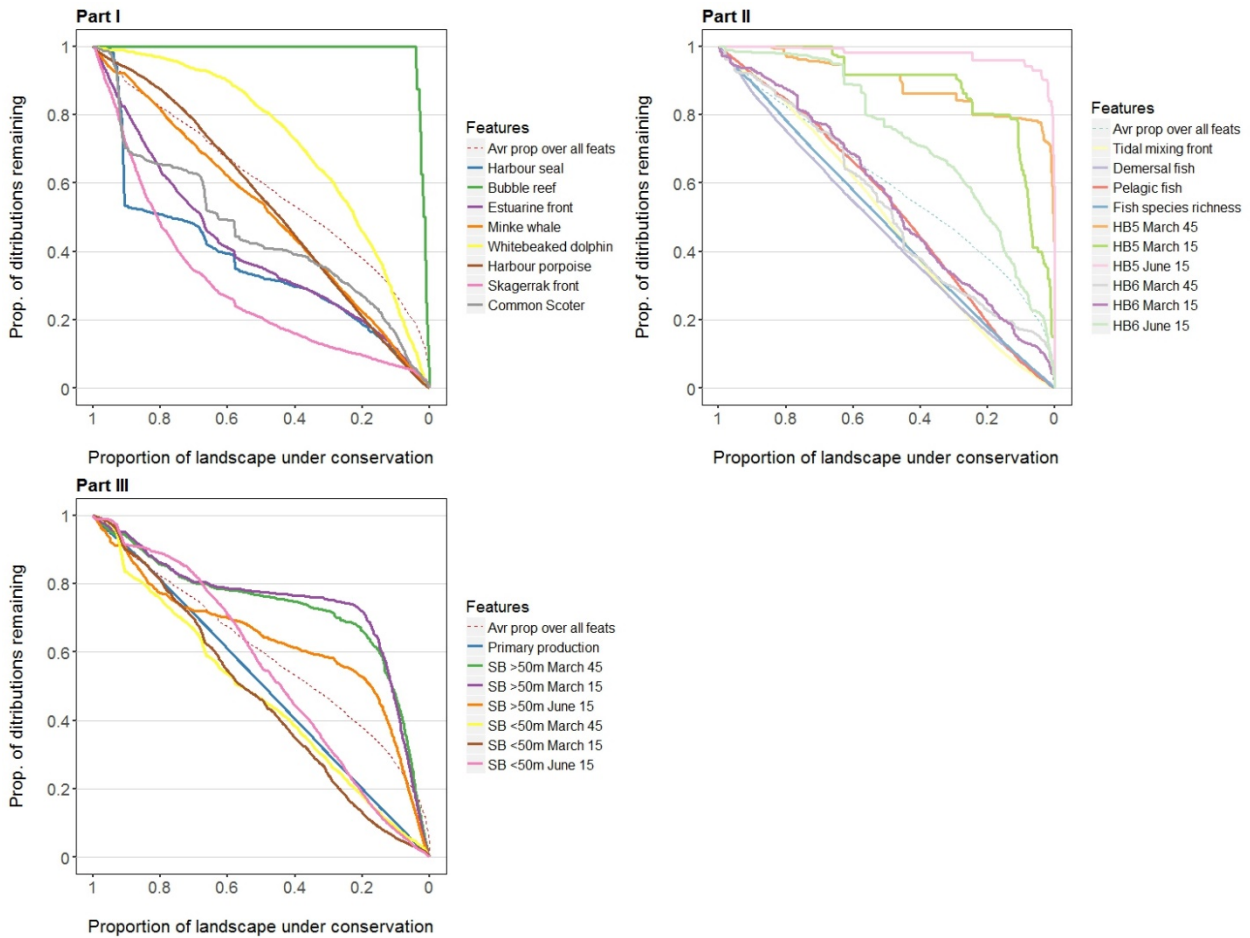 Part I
Prop. of ditributions remaining
1
0.8
0.6
0.4
0.2
0
1 0.8 0.6 0.4 0.2 0
Proportion of landscape under conservation
Features
Avr prop over all feats
Harbour seal
Bubble reef
Estuarine front
Minke whale
Whitebeaked dolphin
Harbour porpoise
Skagerrak front
Common Scoter
Part II
Prop. of ditributions remaining
1
0.8
0.6
0.4
0.2
0
1 0.8 0.6 0.4 0.2 0
Proportion of landscape under conservation
Features
Avr prop over all feats
Tidal mixing front
Demersal fish
Pelagic fish
Fish species richness
HB5 March 45
HB5 March 15
HB5 June 15
HB6 March 45
HB6 March 15
HB6 June 15
Part III
Prop. of ditributions remaining
1
0.8
0.6
0.4
0.2
0
1 0.8 0.6 0.4 0.2 0
Proportion of landscape under conservation
Features
Avr prop over all feats
Primary production
SB >50m March 45
SB >50m March 15
SB >50m June 15
SB <50m March 45
SB <50m March 15
SB <50m June 15